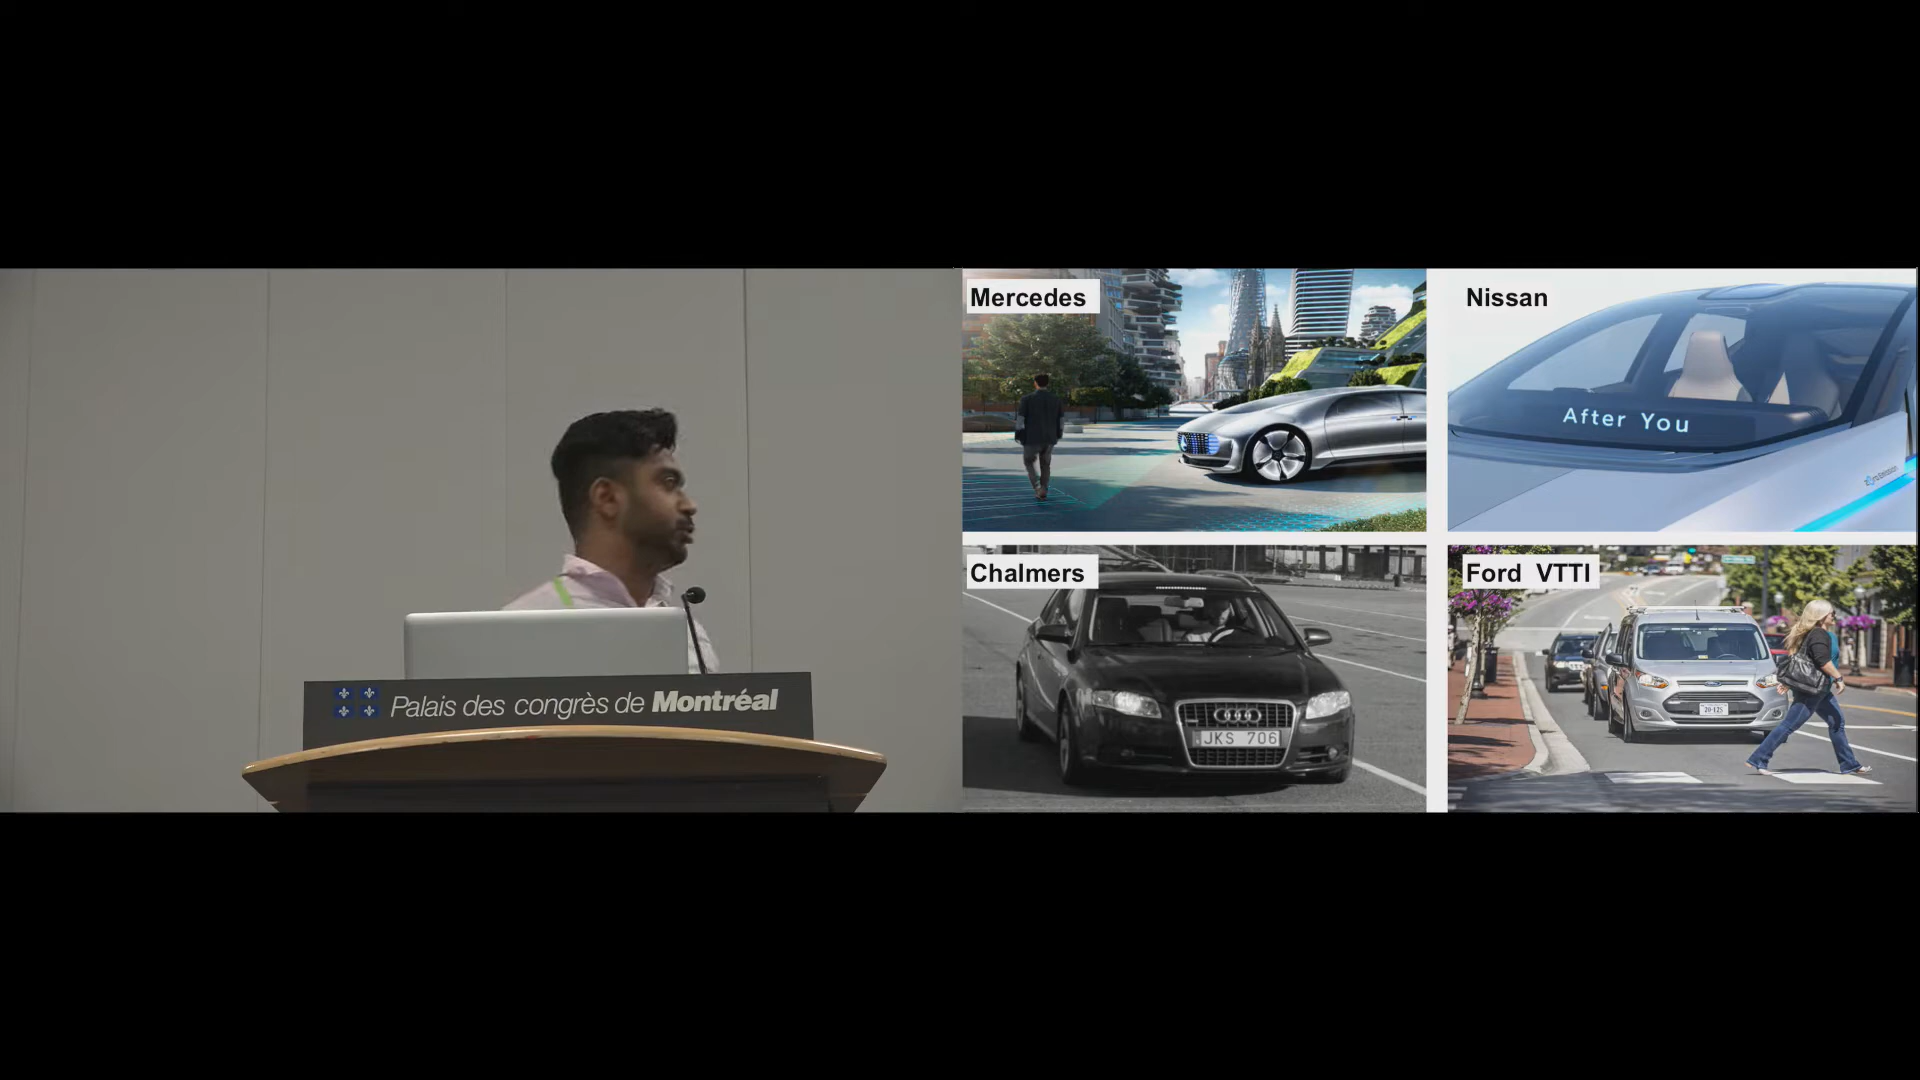 Palais des congrès de Montréal
Mercedes
Nissan
After You
Chalmers
JKS 706
Ford VTTI